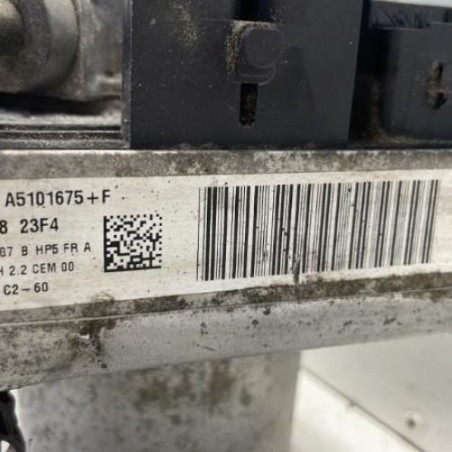 A5101675+F
8 23F4
67 B HP5 FR A
H 2.2 CEM 00
C2-60